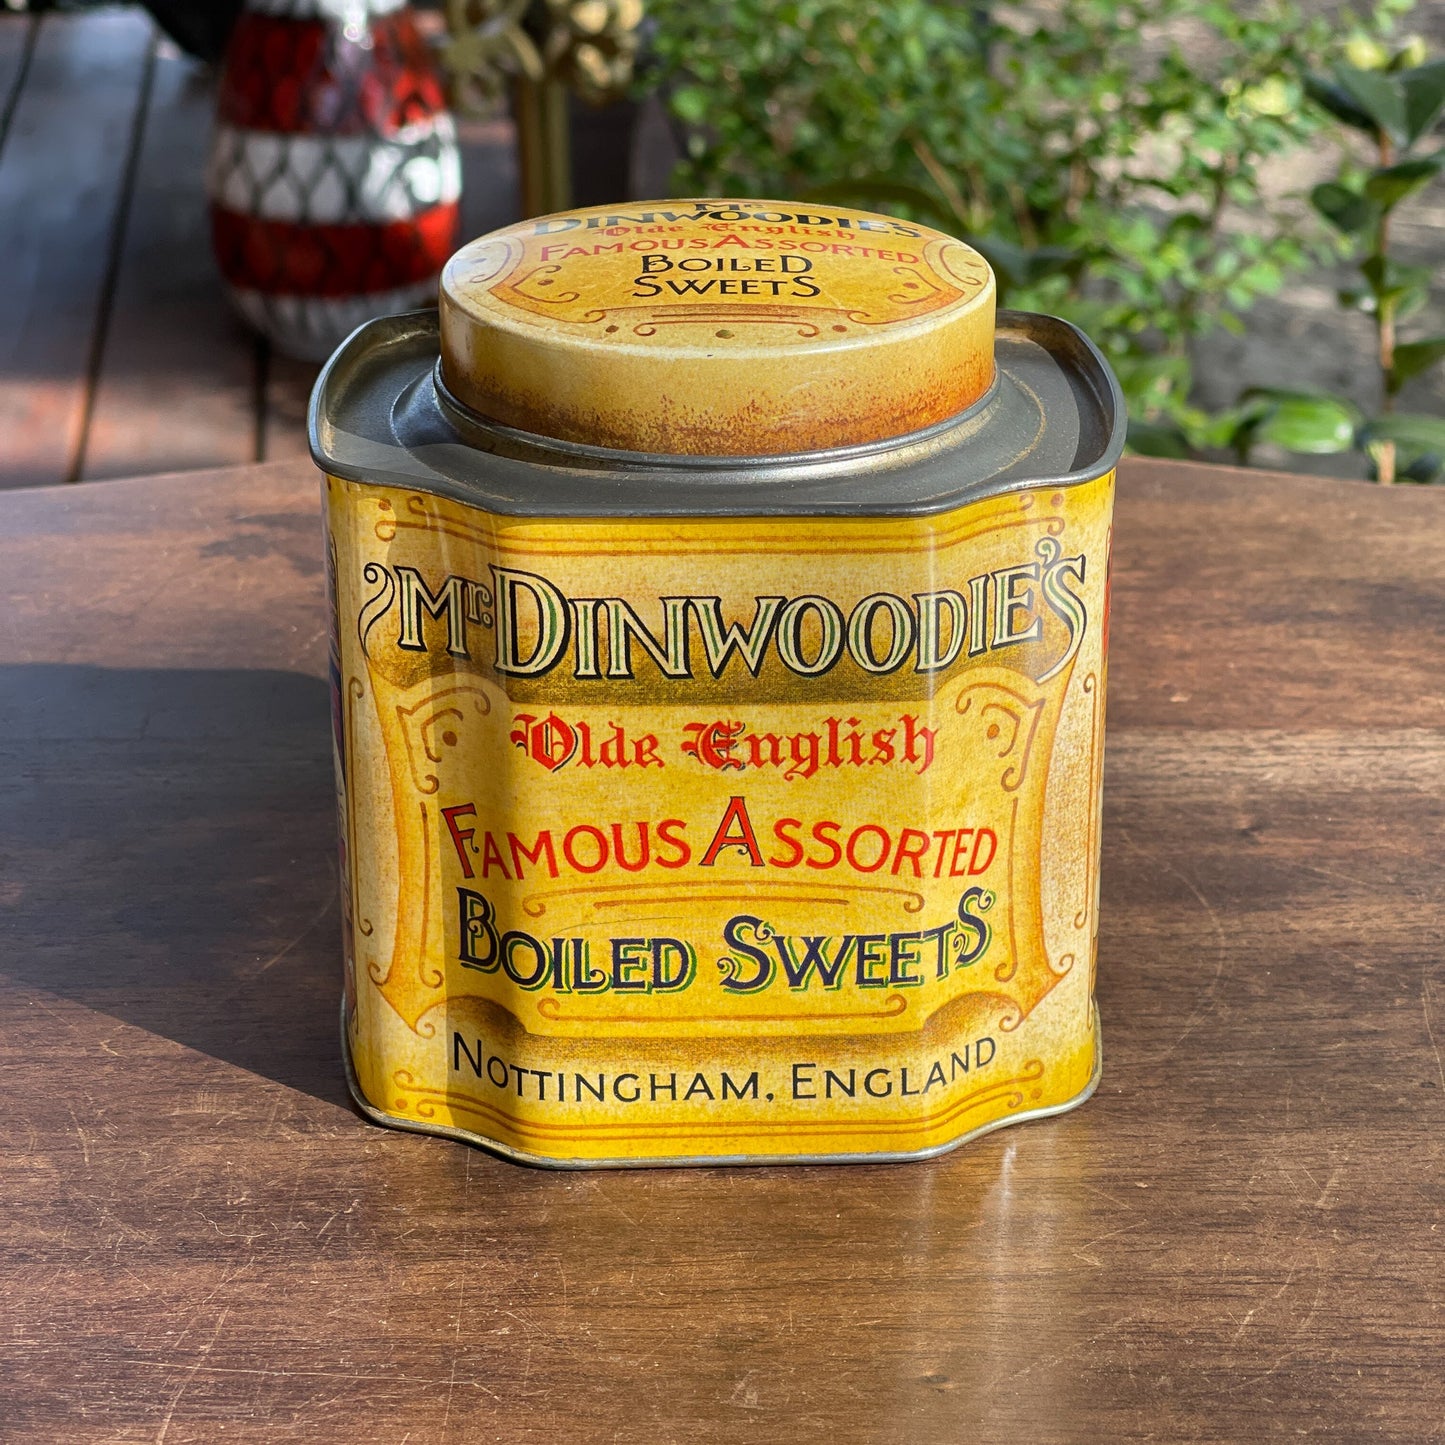 Mr.
DINWOODIE'S
Olde English
FAMOUS ASSORTED
BOILED
SWEETS
Mr. DINWOODIE'S
Olde English
FAMOUS ASSORTED
BOILED SWEETS
NOTTINGHAM, ENGLAND